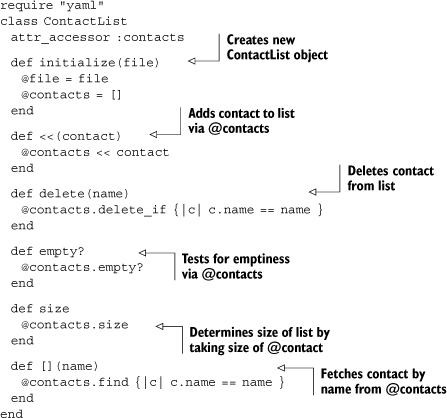 require "yaml"
class ContactList
attr_accessor :contacts
Creates new
ContactList object
def initialize(file)
@file = file
@contacts = []
end
Adds contact to list
via @contacts
def <<(contact)
@contacts << contact
end
Deletes contact
from list
def delete(name)
@contacts.delete_if {|c| c.name == name }
end
def empty?
@contacts.empty?
end
Tests for emptiness
via @contacts
def size
@contacts.size
end
Determines size of list by
taking size of @contact
def [](name)
@contacts.find {|c| c.name == name }
end
Fetches contact by
name from @contacts
end